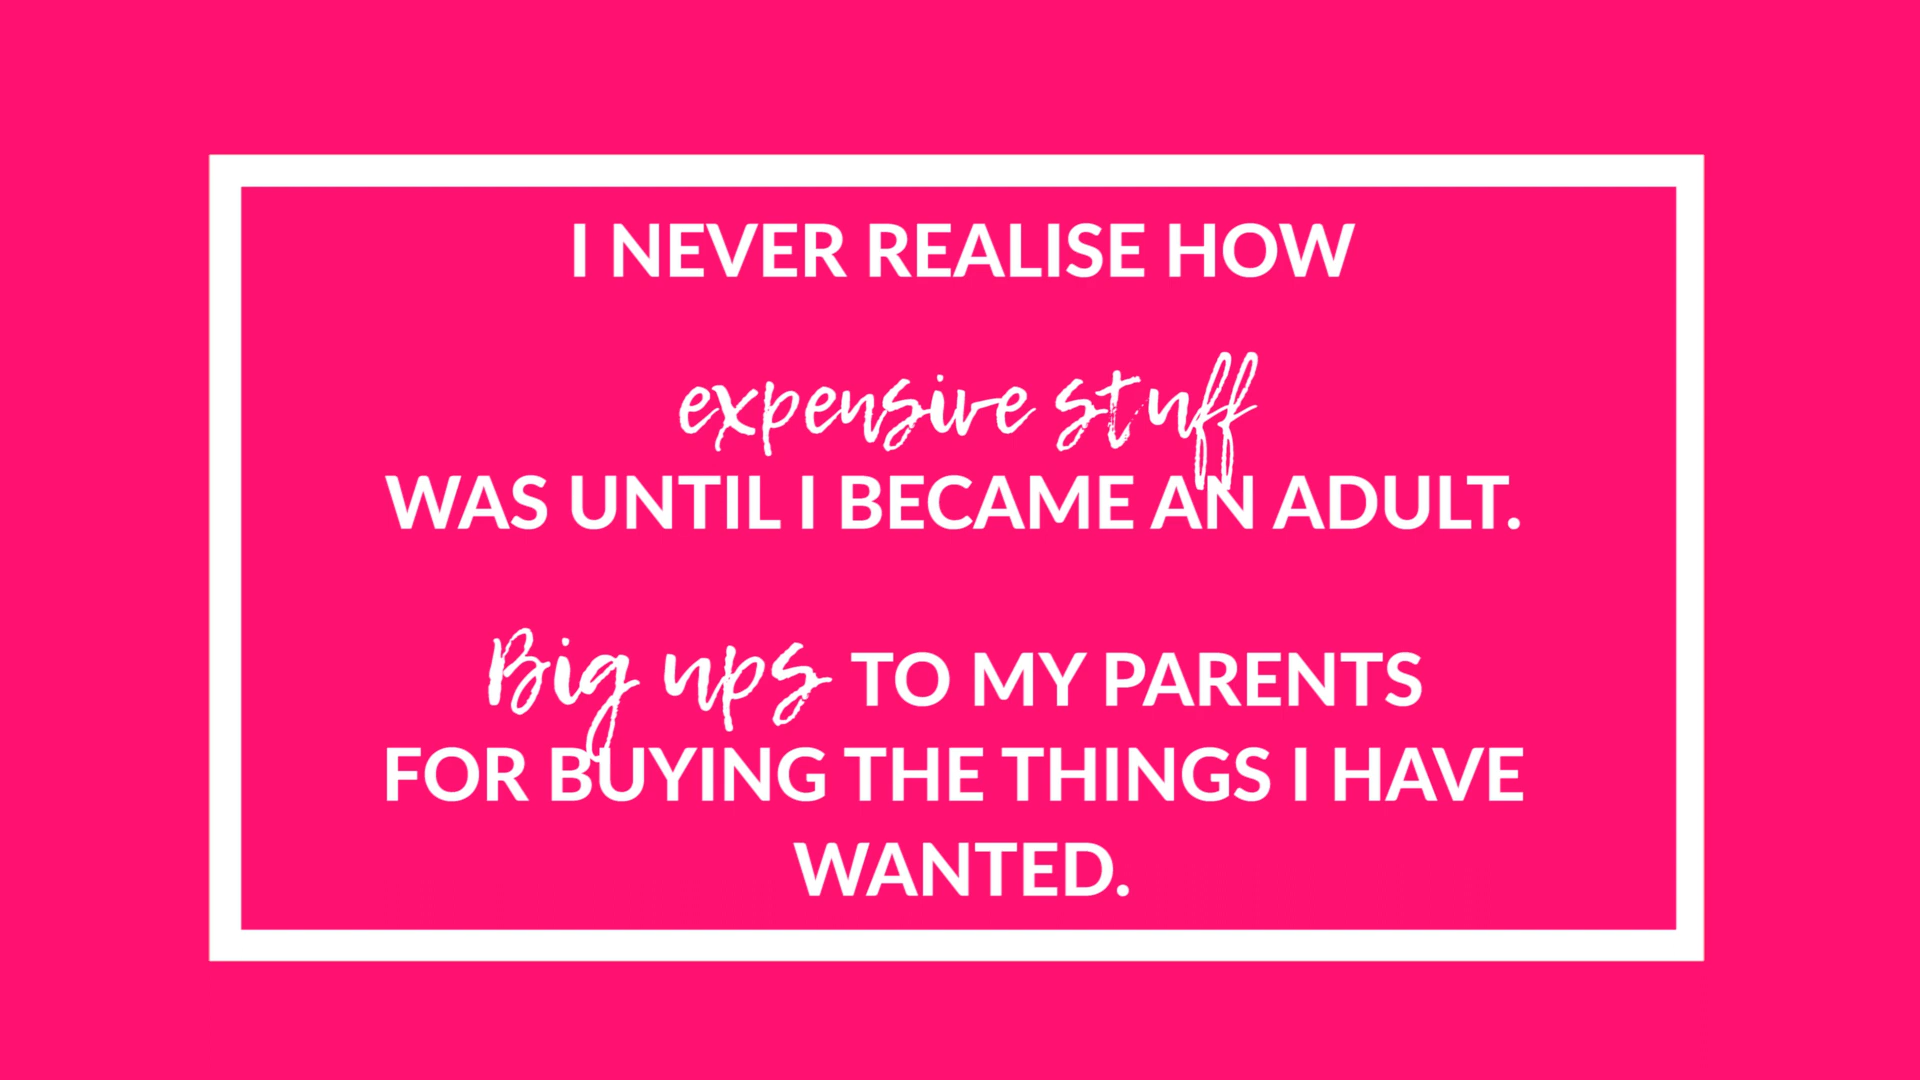 I NEVER REALISE HOW
expensive stuff
WAS UNTIL I BECAME AN ADULT.
Big ups TO MY PARENTS
FOR BUYING THE THINGS I HAVE
WANTED.